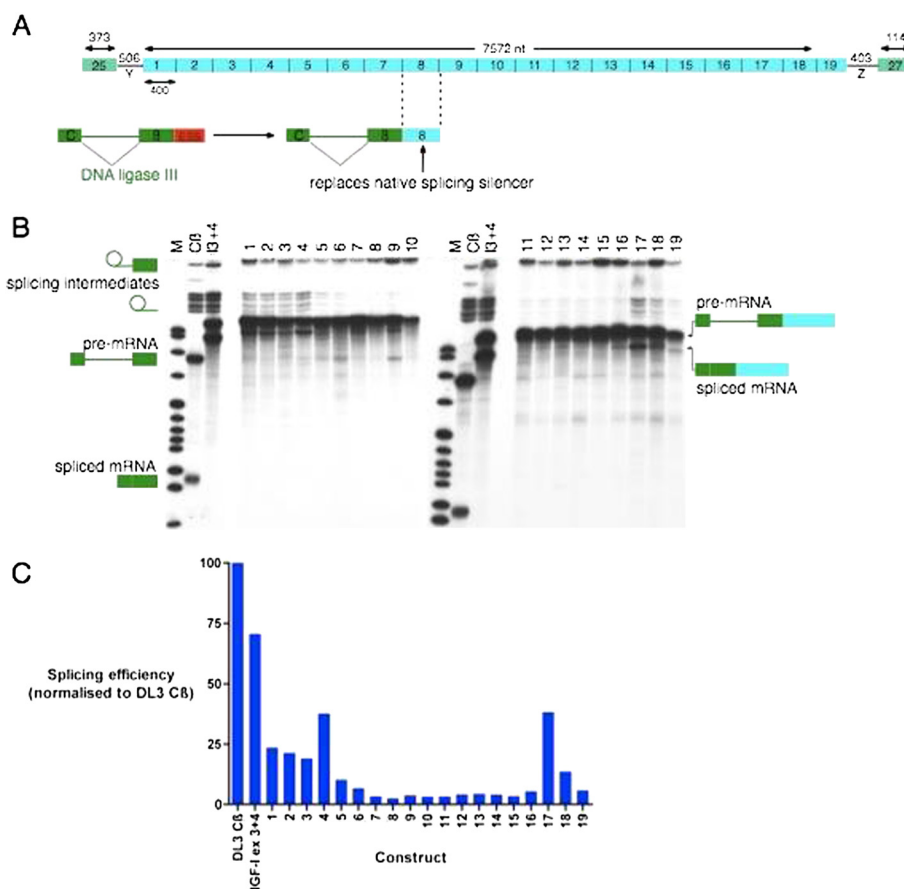 A
373
7572 nt
114
506
403
25
1 2 3 4 5 6 7 8 9 10 11 12 13 14 15 16 17 18 19
27
Y
Z
400
C
C
8
DNA ligase III
replaces native splicing silencer
B
M Cß I3+4 1 2 3 4 5 6 7 8 9 10
M Cß I3+4 11 12 13 14 15 16 17 18 19
splicing intermediates
pre-mRNA
spliced mRNA
pre-mRNA
spliced mRNA
C
100
75
50
25
0
Splicing efficiency
(normalised to DL3 Cß)
DL3 Cß
IGF-I ex 3+4
1 2 3 4 5 6 7 8 9 10 11 12 13 14 15 16 17 18 19
Construct